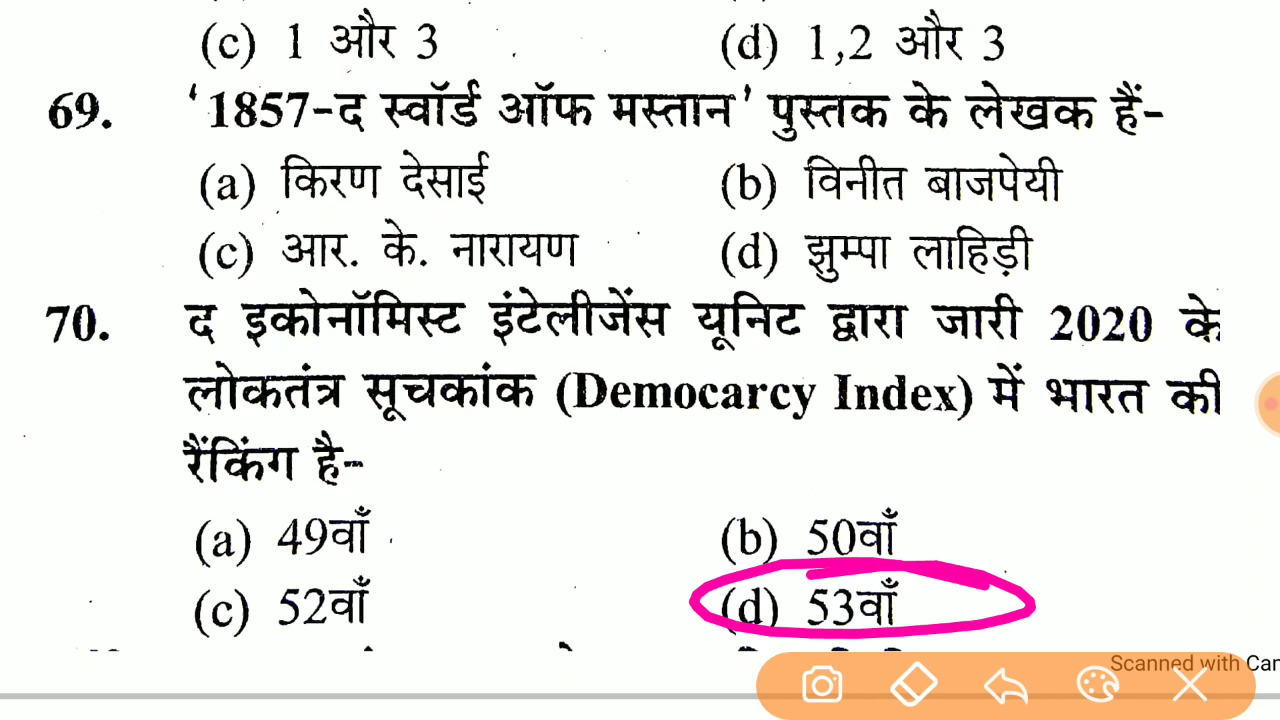 (c) 1 और 3 (d) 1,2 और 3
69. '1857-द स्वॉर्ड ऑफ मस्तान' पुस्तक के लेखक हैं-
(a) किरण देसाई (b) विनीत बाजपेयी
(c) आर. के. नारायण (d) झुम्पा लाहिड़ी
70. द इकोनॉमिस्ट इंटेलीजेंस यूनिट द्वारा जारी 2020 के
लोकतंत्र सूचकांक (Democarcy Index) में भारत की
रैंकिंग है-
(a) 49वाँ (b) 50वाँ
(c) 52वाँ (d) 53वाँ
Scanned with Car